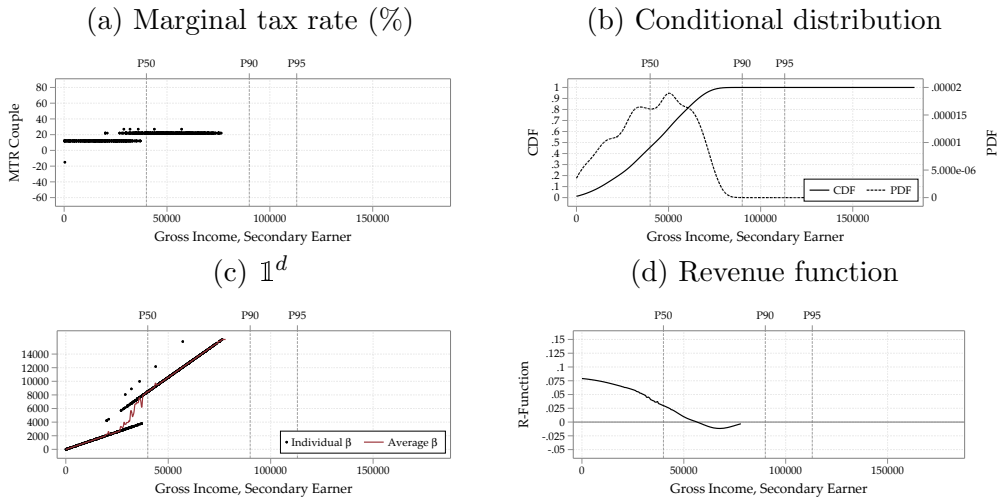 (a) Marginal tax rate (%)
P50 P90 P95
80
60
40
20
0
-20
-40
-60
MTR Couple
0 50000 100000 150000
Gross Income, Secondary Earner
(b) Conditional distribution
P50 P90 P95
1
.9
.8
.7
.6
.5
.4
.3
.2
.1
0
CDF
.00002
.000015
.00001
5.000e-06
0
PDF
CDF PDF
0 50000 100000 150000
Gross Income, Secondary Earner
(c) 𝟙ᵈ
P50 P90 P95
14000
12000
10000
8000
6000
4000
2000
0
Individual β Average β
0 50000 100000 150000
Gross Income, Secondary Earner
(d) Revenue function
P50 P90 P95
.15
.1
.075
.05
.025
0
-.025
-.05
R-Function
0 50000 100000 150000
Gross Income, Secondary Earner